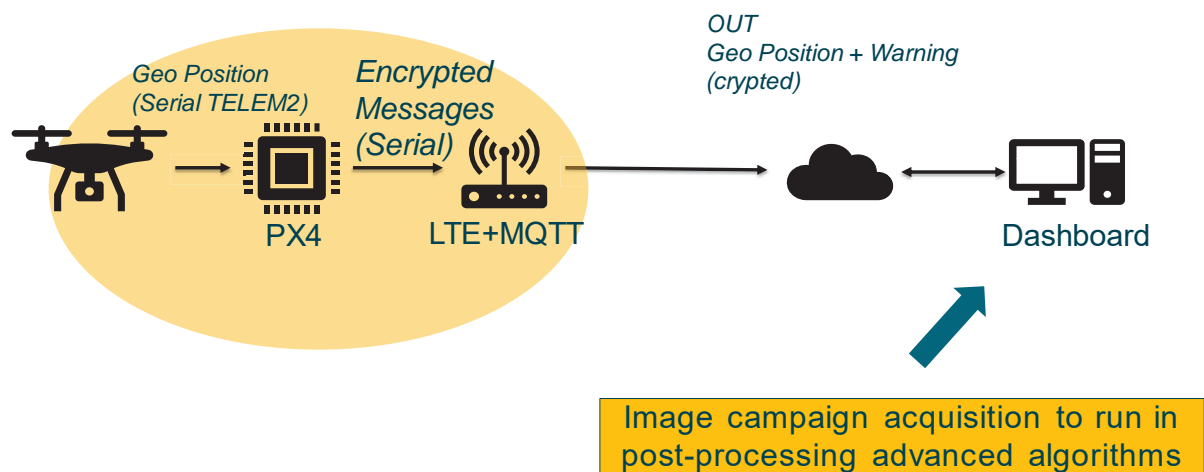 Geo Position
(Serial TELEM2)
Encrypted
Messages
(Serial)
OUT
Geo Position + Warning
(crypted)
PX4
LTE+MQTT
Dashboard
Image campaign acquisition to run in
post-processing advanced algorithms